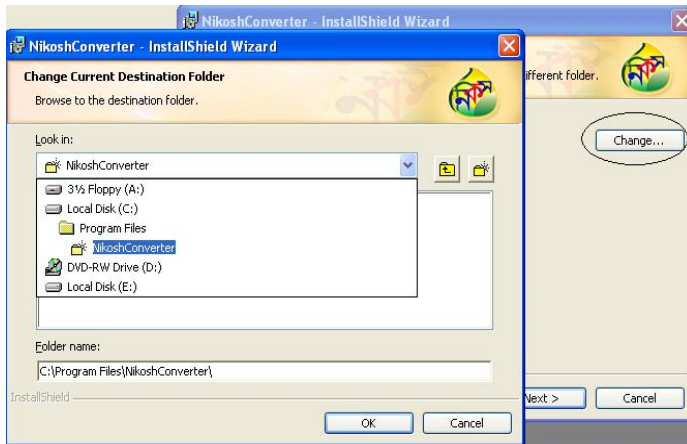 NikoshConverter - InstallShield Wizard
NikoshConverter - InstallShield Wizard
Change Current Destination Folder
Browse to the destination folder.
ifferent folder.
Look in:
NikoshConverter
3½ Floppy (A:)
Local Disk (C:)
Program Files
NikoshConverter
DVD-RW Drive (D:)
Local Disk (E:)
Change...
Folder name:
C:\Program Files\NikoshConverter\
InstallShield
OK
Cancel
Next >
Cancel